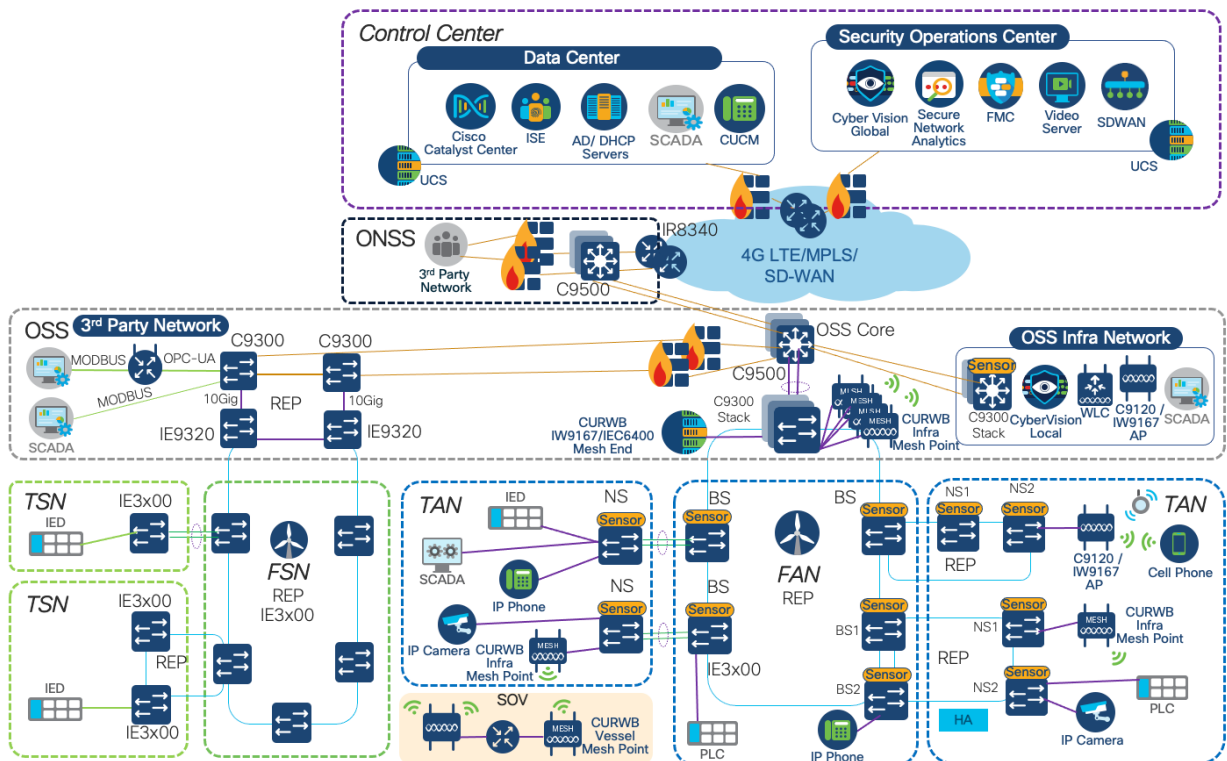 Control Center
Data Center
Cisco
Catalyst Center
ISE
AD/ DHCP
Servers
SCADA
CUCM
UCS
Security Operations Center
Cyber Vision
Global
Secure
Network
Analytics
FMC
Video
Server
SDWAN
UCS
ONSS
3rd Party
Network
C9500
IR8340
4G LTE/MPLS/
SD-WAN
OSS
3rd Party Network
MODBUS
OPC-UA
C9300
C9300
MODBUS
SCADA
10Gig
REP
10Gig
IE9320
IE9320
OSS Core
C9500
C9300
Stack
CURWB
IW9167/IEC6400
Mesh End
MESH
MESH
MESH
MESH
CURWB
Infra
Mesh Point
OSS Infra Network
Sensor
C9300
Stack
CyberVision
Local
WLC
C9120 /
IW9167
AP
SCADA
TSN
IED
IE3x00
TSN
IE3x00
REP
IED
IE3x00
FSN
REP
IE3x00
TAN
IED
NS
Sensor
SCADA
IP Phone
NS
Sensor
IP Camera
CURWB
Infra
Mesh Point
MESH
SOV
MESH
CURWB
Vessel
Mesh Point
BS
Sensor
BS
Sensor
IE3x00
PLC
FAN
REP
BS
Sensor
Sensor
BS1
Sensor
BS2
IP Phone
TAN
NS1
Sensor
NS2
Sensor
REP
C9120 /
IW9167
AP
Cell Phone
Sensor
NS1
MESH
CURWB
Infra
Mesh Point
REP
Sensor
NS2
HA
IP Camera
PLC